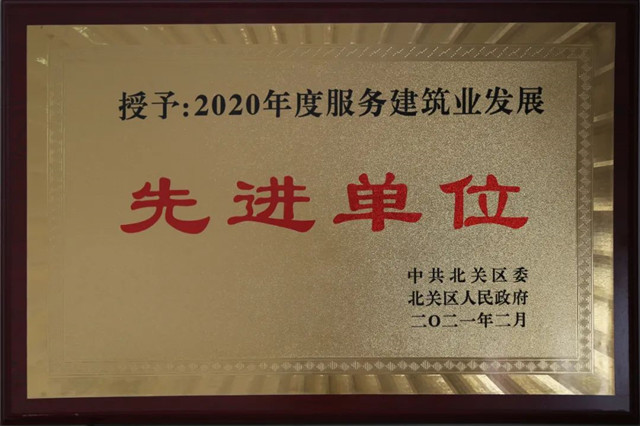 授予:2020年度服务建筑业发展
先进单位
中共北关区委
北关区人民政府
二〇二一年二月